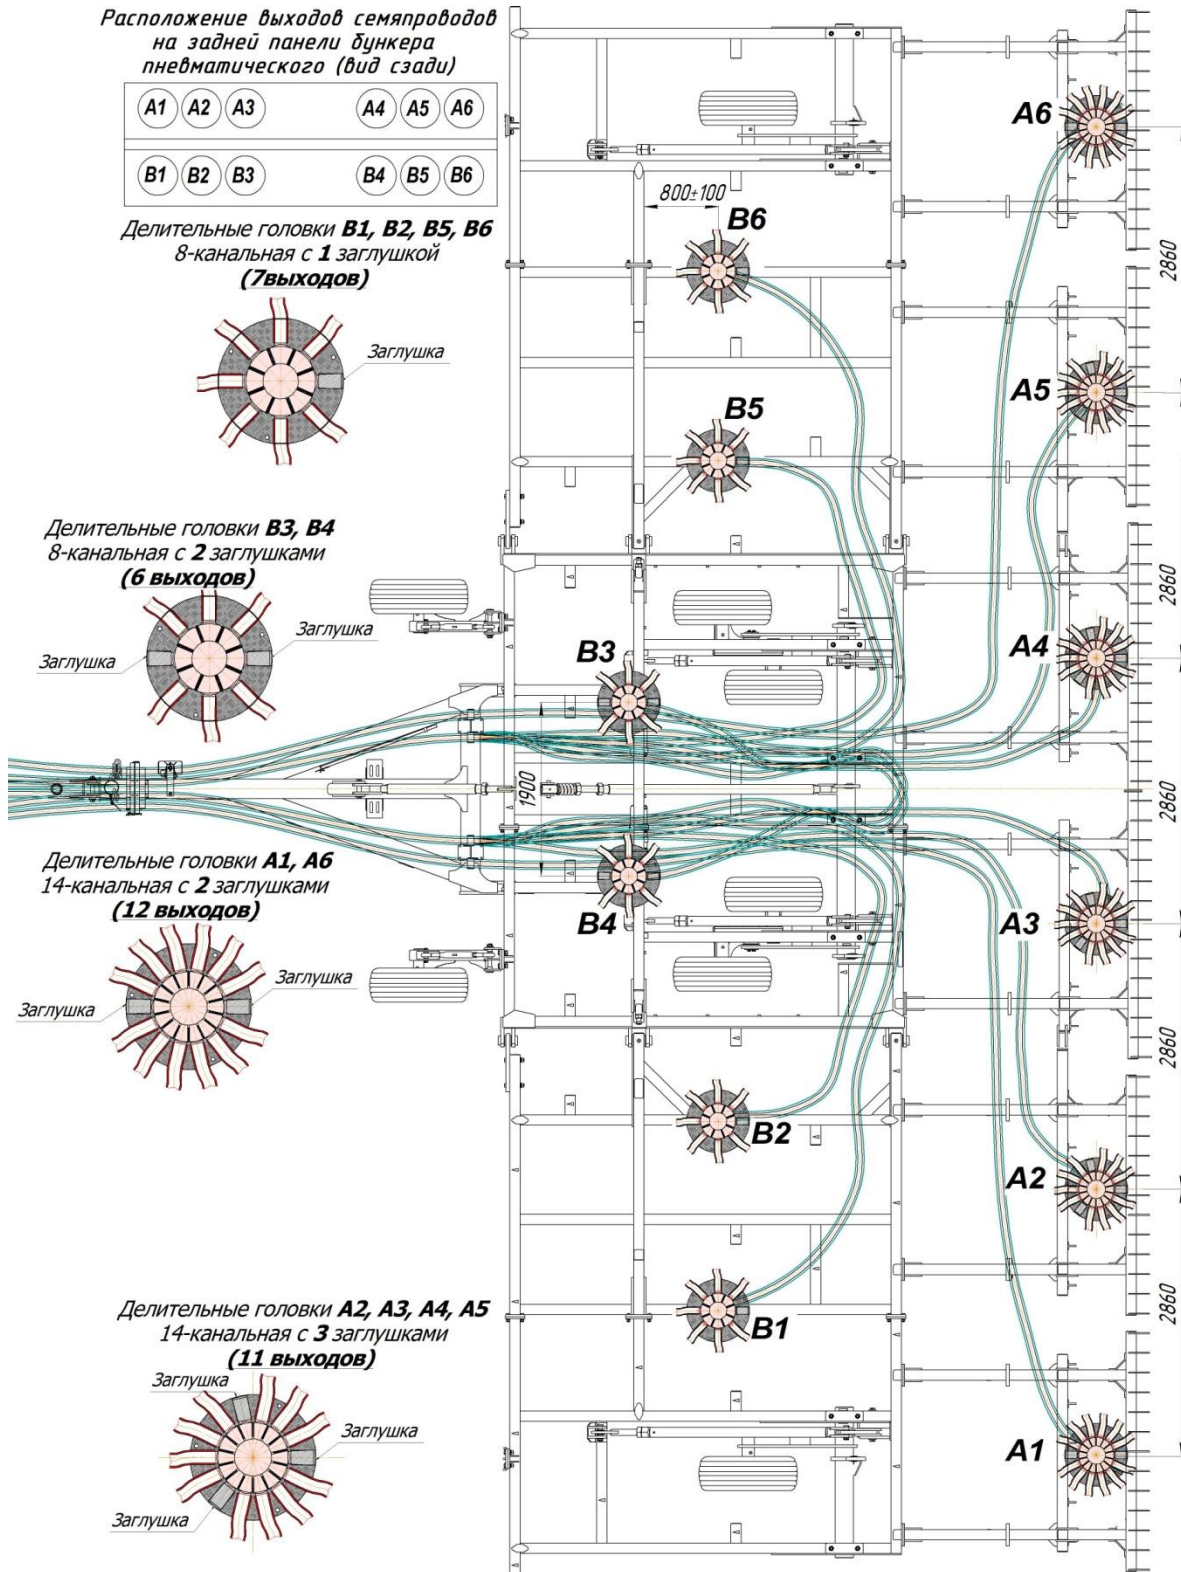 Расположение выходов семяпроводов
на задней панели бункера
пневматического (вид сзади)
A1 A2 A3 A4 A5 A6
B1 B2 B3 B4 B5 B6
Делительные головки B1, B2, B5, B6
8-канальная с 1 заглушкой
(7выходов)
Заглушка
Делительные головки B3, B4
8-канальная с 2 заглушками
(6 выходов)
Заглушка
Заглушка
Делительные головки A1, A6
14-канальная с 2 заглушками
(12 выходов)
Заглушка
Заглушка
Делительные головки A2, A3, A4, A5
14-канальная с 3 заглушками
(11 выходов)
Заглушка
Заглушка
Заглушка
800±100
B6
B5
B3
1900
B4
B2
B1
A6
2860
A5
2860
A4
2860
A3
2860
A2
2860
A1